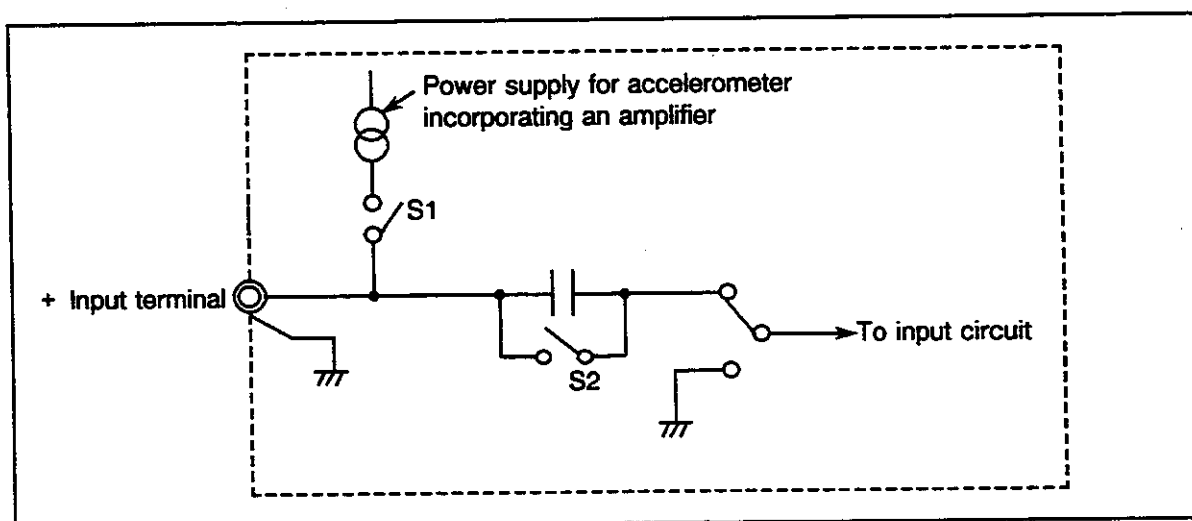 Power supply for accelerometer
incorporating an amplifier
S1
+ Input terminal
To input circuit
S2